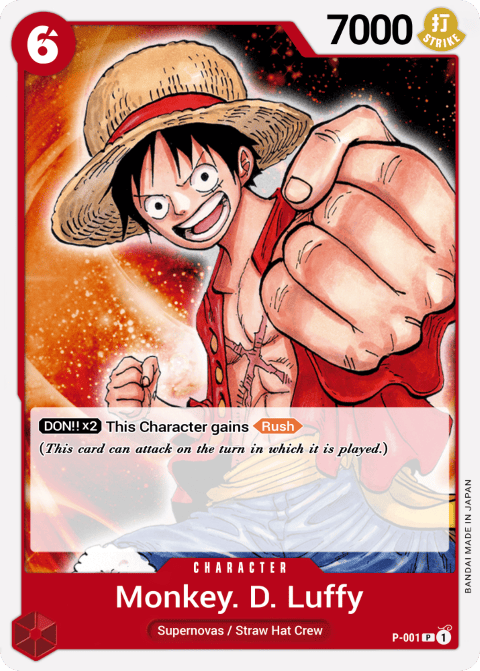 6
7000
打
STRIKE
DON!! ×2 This Character gains Rush
(This card can attack on the turn in which it is played.)
BANDAI MADE IN JAPAN
CHARACTER
Monkey. D. Luffy
Supernovas / Straw Hat Crew
P-001 P 1